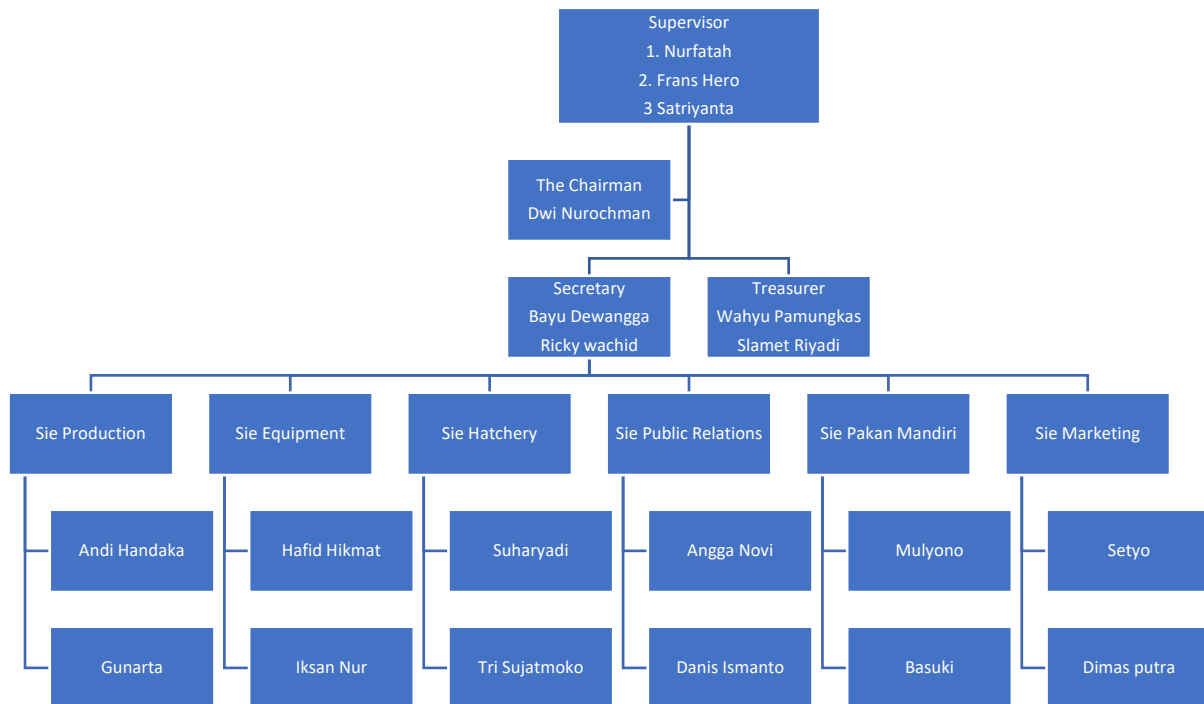 Supervisor
1. Nurfatah
2. Frans Hero
3 Satriyanta
The Chairman
Dwi Nurochman
Secretary
Bayu Dewangga
Ricky wachid
Treasurer
Wahyu Pamungkas
Slamet Riyadi
Sie Production
Sie Equipment
Sie Hatchery
Sie Public Relations
Sie Pakan Mandiri
Sie Marketing
Andi Handaka
Hafid Hikmat
Suharyadi
Angga Novi
Mulyono
Setyo
Gunarta
Iksan Nur
Tri Sujatmoko
Danis Ismanto
Basuki
Dimas putra